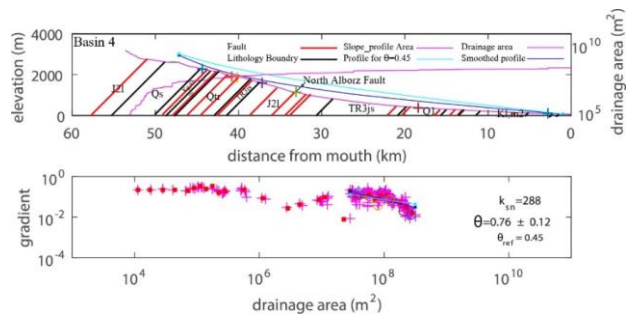 Basin 4
Fault
Slope_profile Area
Drainage area
Lithology Boundry
Profile for θ=0.45
Smoothed profile
North Alborz Fault
elevation (m)
4000
2000
0
J2l
Qs
Qtr
J2l
TR3js
Q1
K1m2
60 50 40 30 20 10 0
distance from mouth (km)
10^10
10^5
drainage area (m^2)
gradient
10^0
10^-2
10^-4
k_sn=288
θ=0.76 ± 0.12
θ_ref = 0.45
10^4 10^6 10^8 10^10
drainage area (m^2)